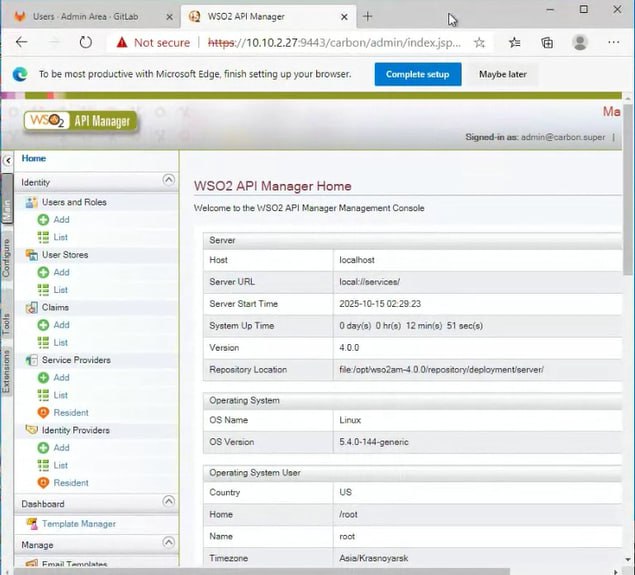 Users · Admin Area · GitLab
WSO2 API Manager
Not secure
https://10.10.2.27:9443/carbon/admin/index.jsp...
To be most productive with Microsoft Edge, finish setting up your browser.
Complete setup
Maybe later
WSO2 API Manager
Ma
Signed-in as: admin@carbon.super |
Home
Main
Configure
Tools
Extensions
Identity
Users and Roles
Add
List
User Stores
Add
List
Claims
Add
List
Service Providers
Add
List
Resident
Identity Providers
Add
List
Resident
Dashboard
Template Manager
Manage
Email Templates
WSO2 API Manager Home
Welcome to the WSO2 API Manager Management Console
Server
Host localhost
Server URL local://services/
Server Start Time 2025-10-15 02:29:23
System Up Time 0 day(s) 0 hr(s) 12 min(s) 51 sec(s)
Version 4.0.0
Repository Location file:/opt/wso2am-4.0.0/repository/deployment/server/
Operating System
OS Name Linux
OS Version 5.4.0-144-generic
Operating System User
Country US
Home /root
Name root
Timezone Asia/Krasnoyarsk